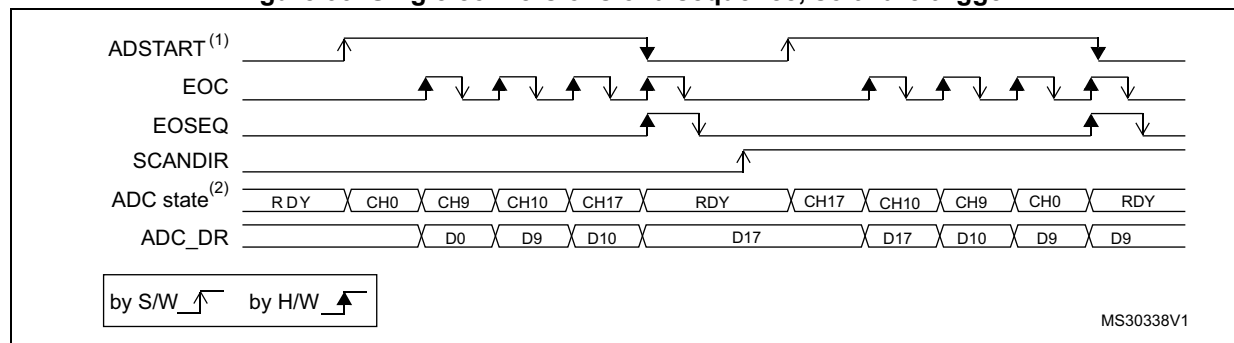 ADSTART(1)
EOC
EOSEQ
SCANDIR
ADC state(2) RDY CH0 CH9 CH10 CH17 RDY CH17 CH10 CH9 CH0 RDY
ADC_DR D0 D9 D10 D17 D17 D10 D9 D9
by S/W by H/W
MS30338V1